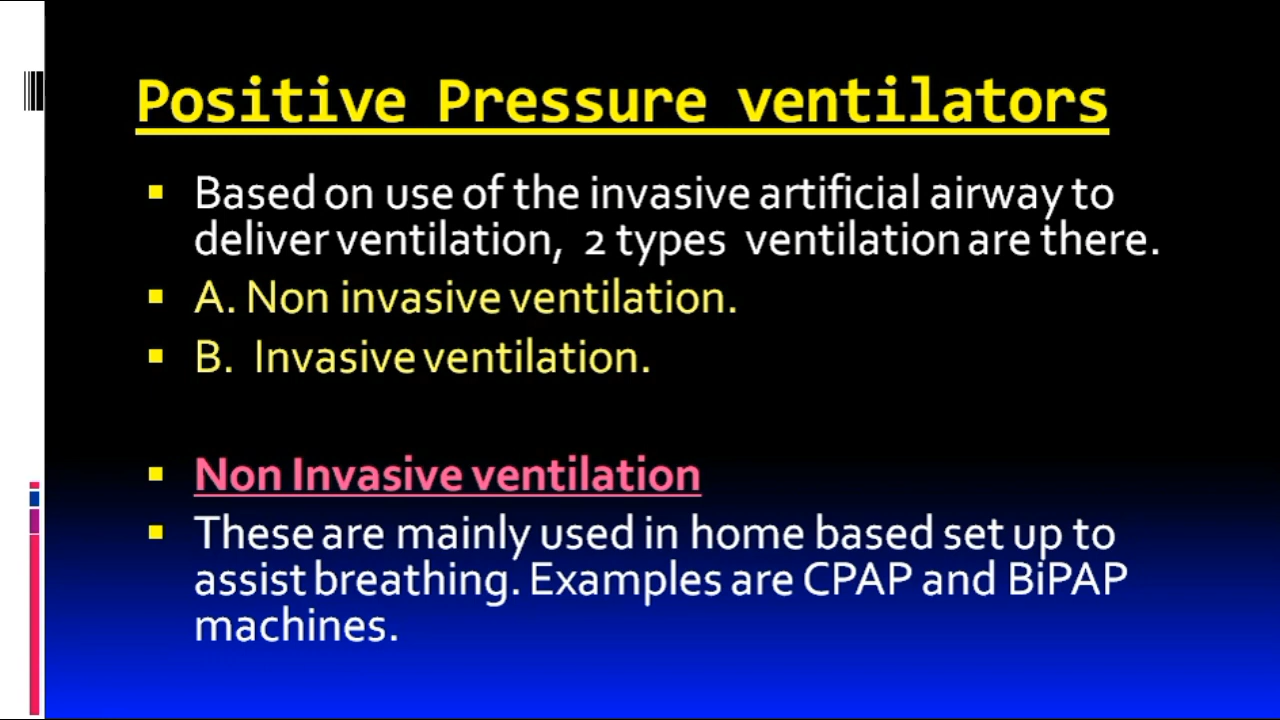 Positive Pressure ventilators
Based on use of the invasive artificial airway to
deliver ventilation, 2 types ventilation are there.
A. Non invasive ventilation.
B. Invasive ventilation.
Non Invasive ventilation
These are mainly used in home based set up to
assist breathing. Examples are CPAP and BiPAP
machines.